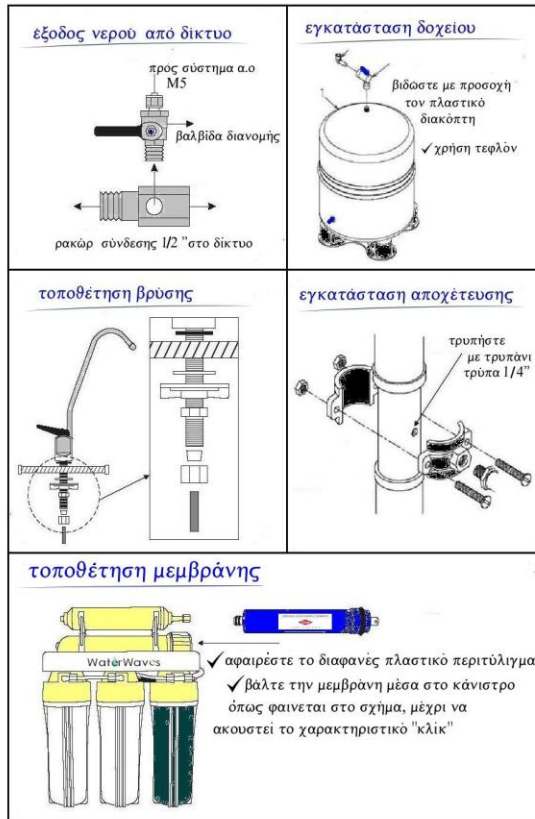 έξοδος νερού από δίκτυο
προς σύστημα α.ο
M5
βαλβίδα διανομής
ρακώρ σύνδεσης 1/2 "στο δίκτυο
εγκατάσταση δοχείου
βιδώστε με προσοχή
τον πλαστικό
διακόπτη
✓ χρήση τεφλόν
τοποθέτηση βρύσης
εγκατάσταση αποχέτευσης
τρυπήστε
με τρυπάνι
τρύπα 1/4"
τοποθέτηση μεμβράνης
WaterWaves
✓ αφαιρέστε το διαφανές πλαστικό περιτύλιγμα
✓ βάλτε την μεμβράνη μέσα στο κάνιστρο
όπως φαινεται στο σχήμα, μέχρι να
ακουστεί το χαρακτηριστικό "κλίκ"